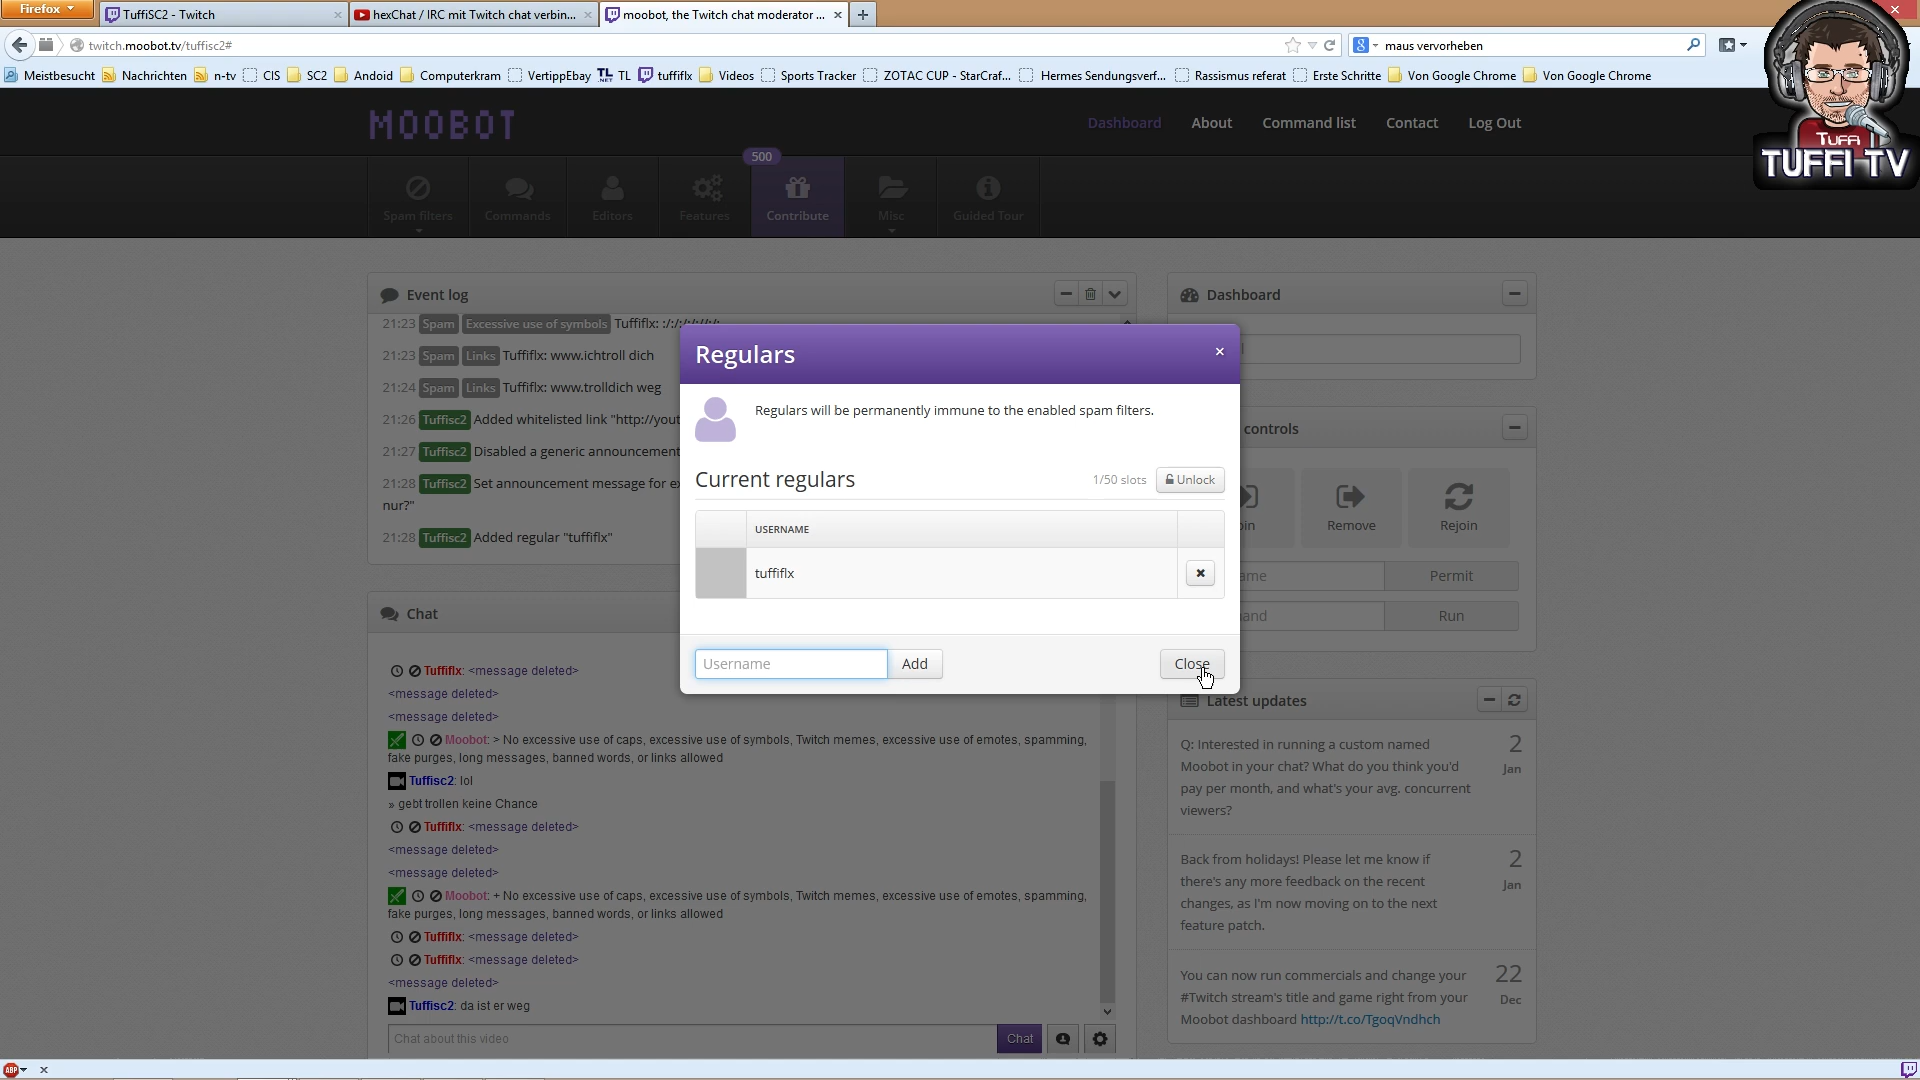 Firefox
TuffiSC2 - Twitch
hexChat / IRC mit Twitch chat verbin...
moobot, the Twitch chat moderator ...
twitch.moobot.tv/tuffisc2#
maus vervorheben
Meistbesucht
Nachrichten
n-tv
CIS
SC2
Andoid
Computerkram
VertippEbay
TL
tuffiflx
Videos
Sports Tracker
ZOTAC CUP - StarCraf...
Hermes Sendungsverf...
Rassismus referat
Erste Schritte
Von Google Chrome
Von Google Chrome
TUFFI TV
MOOBOT
Dashboard
About
Command list
Contact
Log Out
500
Spam filters
Commands
Editors
Features
Contribute
Misc
Guided Tour
Event log
21:23 Spam Excessive use of symbols Tuffiflx: :/:/:/:/:/:/:
21:23 Spam Links Tuffiflx: www.ichtroll dich
21:24 Spam Links Tuffiflx: www.trolldich weg
21:26 Tuffisc2 Added whitelisted link "http://yout
21:27 Tuffisc2 Disabled a generic announcement
21:28 Tuffisc2 Set announcement message for ex
nur?"
21:28 Tuffisc2 Added regular "tuffiflx"
Regulars
×
Regulars will be permanently immune to the enabled spam filters.
Current regulars
1/50 slots
Unlock
USERNAME
tuffiflx
Username
Add
Close
Dashboard
controls
Remove
Rejoin
Permit
Run
Chat
Tuffiflx: <message deleted>
<message deleted>
<message deleted>
Moobot: > No excessive use of caps, excessive use of symbols, Twitch memes, excessive use of emotes, spamming,
fake purges, long messages, banned words, or links allowed
Tuffisc2: lol
» gebt trollen keine Chance
Tuffiflx: <message deleted>
<message deleted>
<message deleted>
Moobot: + No excessive use of caps, excessive use of symbols, Twitch memes, excessive use of emotes, spamming,
fake purges, long messages, banned words, or links allowed
Tuffiflx: <message deleted>
Tuffiflx: <message deleted>
<message deleted>
Tuffisc2: da ist er weg
Chat about this video
Chat
Latest updates
Q: Interested in running a custom named
Moobot in your chat? What do you think you'd
pay per month, and what's your avg. concurrent
viewers?
2
Jan
Back from holidays! Please let me know if
there's any more feedback on the recent
changes, as I'm now moving on to the next
feature patch.
2
Jan
You can now run commercials and change your
#Twitch stream's title and game right from your
Moobot dashboard http://t.co/TgoqVndhch
22
Dec
ABP